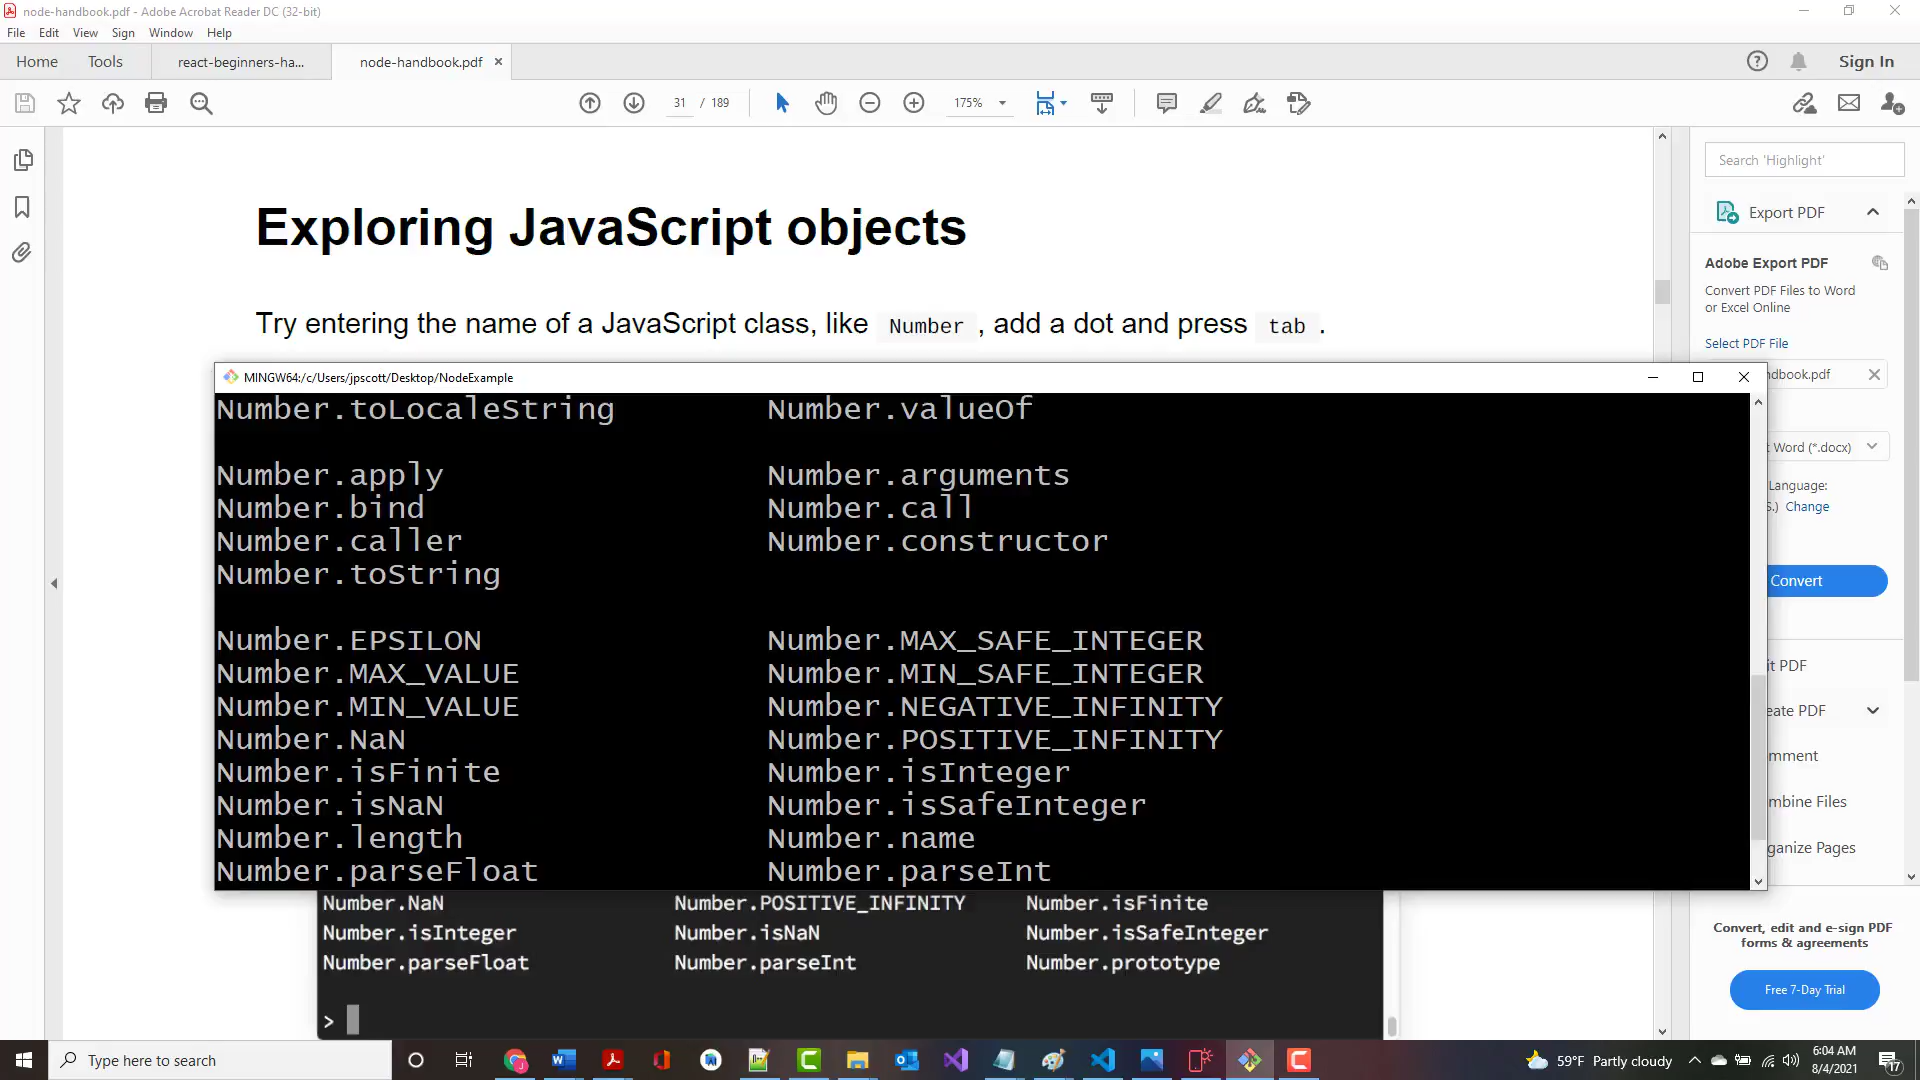 node-handbook.pdf - Adobe Acrobat Reader DC (32-bit)
File Edit View Sign Window Help
Home Tools react-beginners-ha... node-handbook.pdf × Sign In
31 / 189 175%
Search 'Highlight'
Exploring JavaScript objects
Try entering the name of a JavaScript class, like Number , add a dot and press tab .
Export PDF
Adobe Export PDF
Convert PDF Files to Word
or Excel Online
Select PDF File
dbook.pdf
t Word (*.docx)
Language:
S.) Change
Convert
it PDF
eate PDF
mment
mbine Files
ganize Pages
Convert, edit and e-sign PDF
forms & agreements
Free 7-Day Trial
MINGW64:/c/Users/jpscott/Desktop/NodeExample
Number.toLocaleString Number.valueOf
Number.apply Number.arguments
Number.bind Number.call
Number.caller Number.constructor
Number.toString
Number.EPSILON Number.MAX_SAFE_INTEGER
Number.MAX_VALUE Number.MIN_SAFE_INTEGER
Number.MIN_VALUE Number.NEGATIVE_INFINITY
Number.NaN Number.POSITIVE_INFINITY
Number.isFinite Number.isInteger
Number.isNaN Number.isSafeInteger
Number.length Number.name
Number.parseFloat Number.parseInt
Number.NaN Number.POSITIVE_INFINITY Number.isFinite
Number.isInteger Number.isNaN Number.isSafeInteger
Number.parseFloat Number.parseInt Number.prototype
>
Type here to search
59°F Partly cloudy
6:04 AM
8/4/2021
17